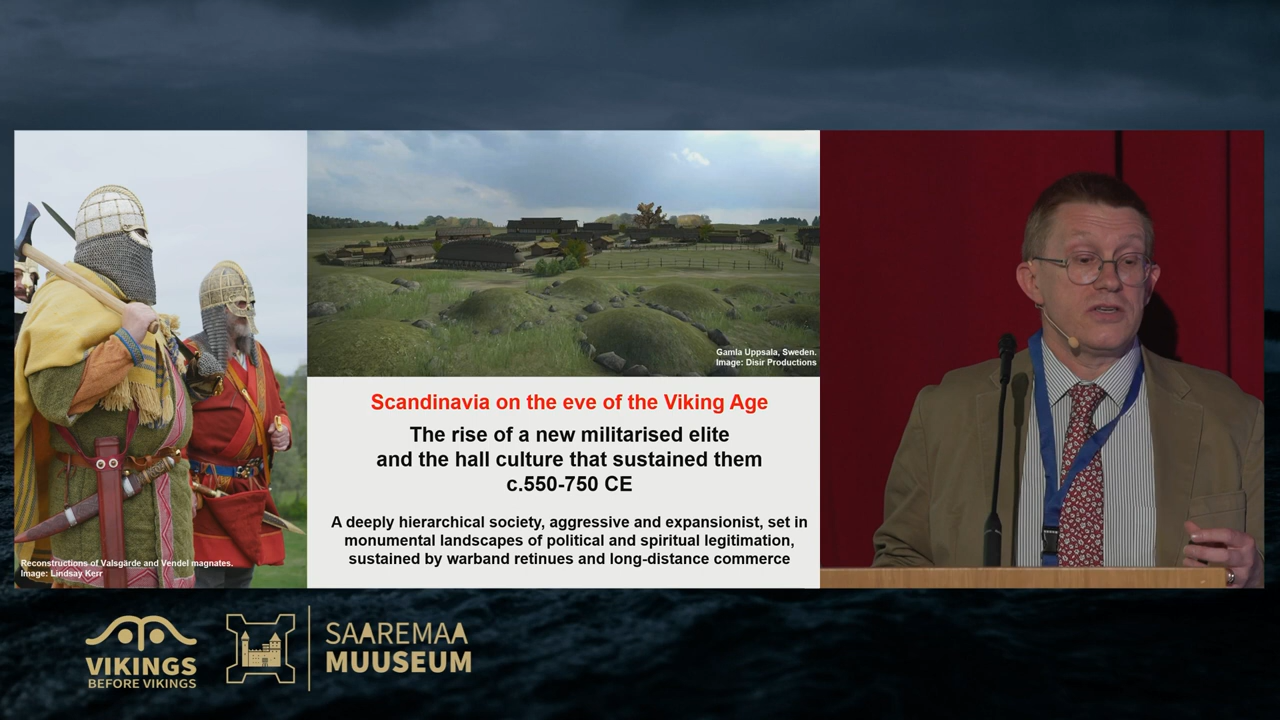 Reconstructions of Valsgärde and Vendel magnates.
Image: Lindsay Kerr
Gamla Uppsala, Sweden.
Image: Disir Productions
Scandinavia on the eve of the Viking Age
The rise of a new militarised elite
and the hall culture that sustained them
c.550-750 CE
A deeply hierarchical society, aggressive and expansionist, set in
monumental landscapes of political and spiritual legitimation,
sustained by warband retinues and long-distance commerce
VIKINGS
BEFORE VIKINGS
SAAREMAA
MUUSEUM